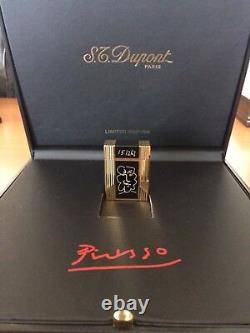 S.T. Dupont
PARIS
LIMITED EDITION
Picasso